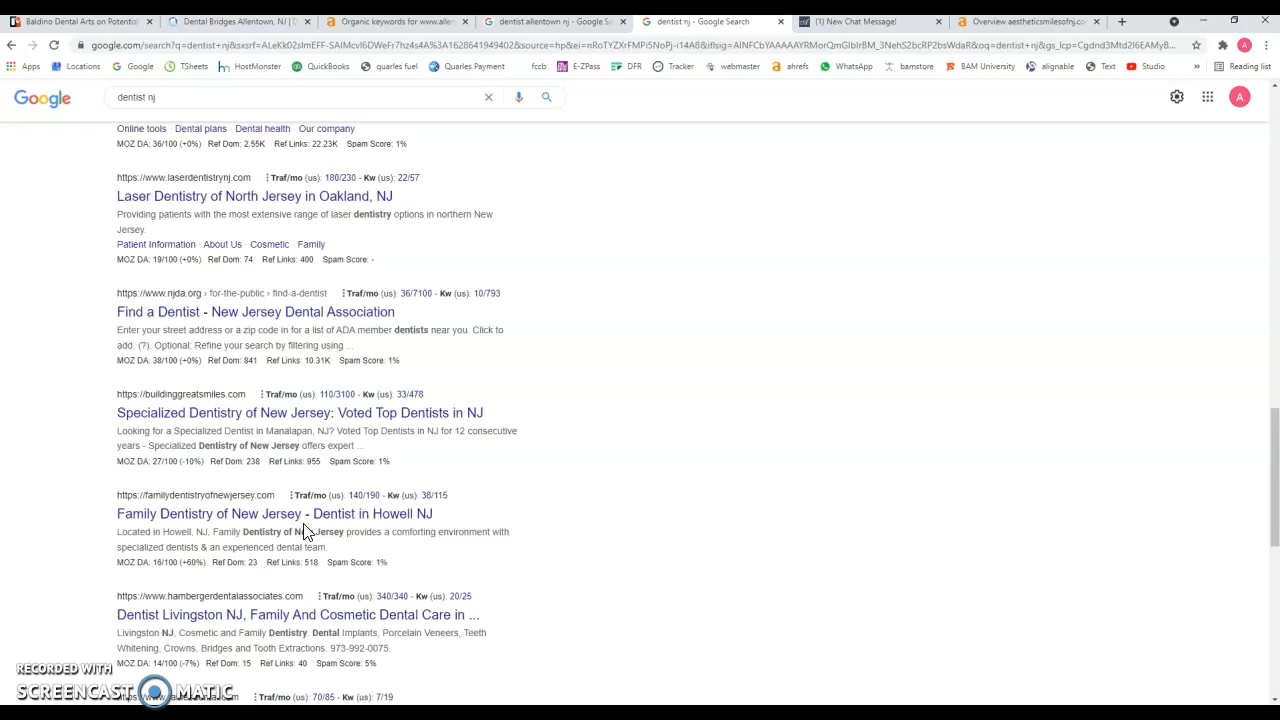 Baldino Dental Arts on Potential
Dental Bridges Allentown, NJ | D
Organic keywords for www.allen
dentist allentown nj - Google Se
dentist nj - Google Search
(1) New Chat Message!
Overview aestheticsmilesofnj.co
google.com/search?q=dentist+nj&sxsrf=ALeKk02slmEFF-SAIMcvI6DWeFr7hz4s4A%3A1628641949402&source=hp&ei=nRoTYZXrFMPi5NoPj-i14A8&iflsig=AINFCbYAAAAAYRMorQmGIblrBM_3NehS2bcRP2bsWdaR&oq=dentist+nj&gs_lcp=Cgdnd3Mtd2l6EAMyB...
Apps Locations Google TSheets HostMonster QuickBooks quarles fuel Quarles Payment fccb E-ZPass DFR Tracker webmaster ahrefs WhatsApp bamstore BAM University alignable Text Studio » Reading list
Google
dentist nj
A
Online tools · Dental plans · Dental health · Our company
MOZ DA: 36/100 (+0%) Ref Dom: 2.55K Ref Links: 22.23K Spam Score: 1%
https://www.laserdentistrynj.com Traf/mo (us): 180/230 - Kw (us): 22/57
Laser Dentistry of North Jersey in Oakland, NJ
Providing patients with the most extensive range of laser dentistry options in northern New
Jersey.
Patient Information · About Us · Cosmetic · Family
MOZ DA: 19/100 (+0%) Ref Dom: 74 Ref Links: 400 Spam Score: -
https://www.njda.org › for-the-public › find-a-dentist Traf/mo (us): 36/7100 - Kw (us): 10/793
Find a Dentist - New Jersey Dental Association
Enter your street address or a zip code in for a list of ADA member dentists near you. Click to
add. (?). Optional: Refine your search by filtering using ...
MOZ DA: 38/100 (+0%) Ref Dom: 841 Ref Links: 10.31K Spam Score: 1%
https://buildinggreatsmiles.com Traf/mo (us): 110/3100 - Kw (us): 33/478
Specialized Dentistry of New Jersey: Voted Top Dentists in NJ
Looking for a Specialized Dentist in Manalapan, NJ? Voted Top Dentists in NJ for 12 consecutive
years - Specialized Dentistry of New Jersey offers expert ...
MOZ DA: 27/100 (-10%) Ref Dom: 238 Ref Links: 955 Spam Score: 1%
https://familydentistryofnewjersey.com Traf/mo (us): 140/190 - Kw (us): 38/115
Family Dentistry of New Jersey - Dentist in Howell NJ
Located in Howell, NJ, Family Dentistry of New Jersey provides a comforting environment with
specialized dentists & an experienced dental team.
MOZ DA: 16/100 (+60%) Ref Dom: 23 Ref Links: 518 Spam Score: 1%
https://www.hambergerdentalassociates.com Traf/mo (us): 340/340 - Kw (us): 20/25
Dentist Livingston NJ, Family And Cosmetic Dental Care in ...
Livingston NJ, Cosmetic and Family Dentistry. Dental Implants, Porcelain Veneers, Teeth
Whitening, Crowns, Bridges and Tooth Extractions. 973-992-0075.
MOZ DA: 14/100 (-7%) Ref Dom: 15 Ref Links: 40 Spam Score: 5%
Traf/mo (us): 70/85 - Kw (us): 7/19
RECORDED WITH
SCREENCAST MATIC